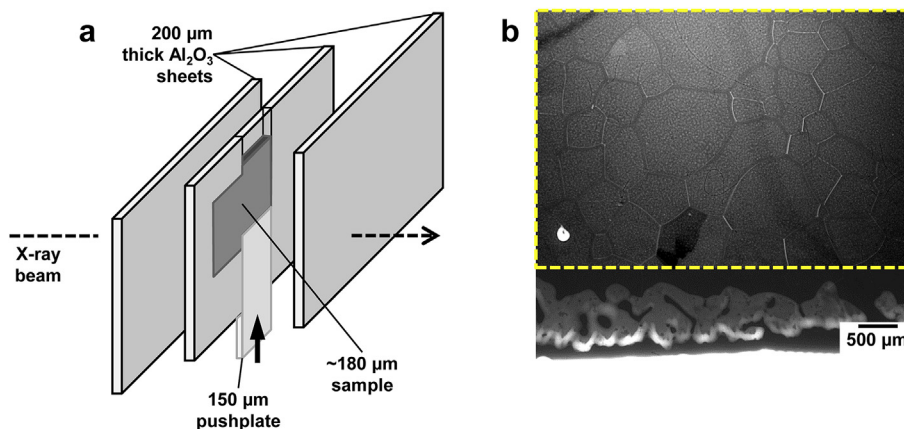 a
200 µm
thick Al₂O₃
sheets
X-ray
beam
~180 µm
sample
150 µm
pushplate
b
500 µm